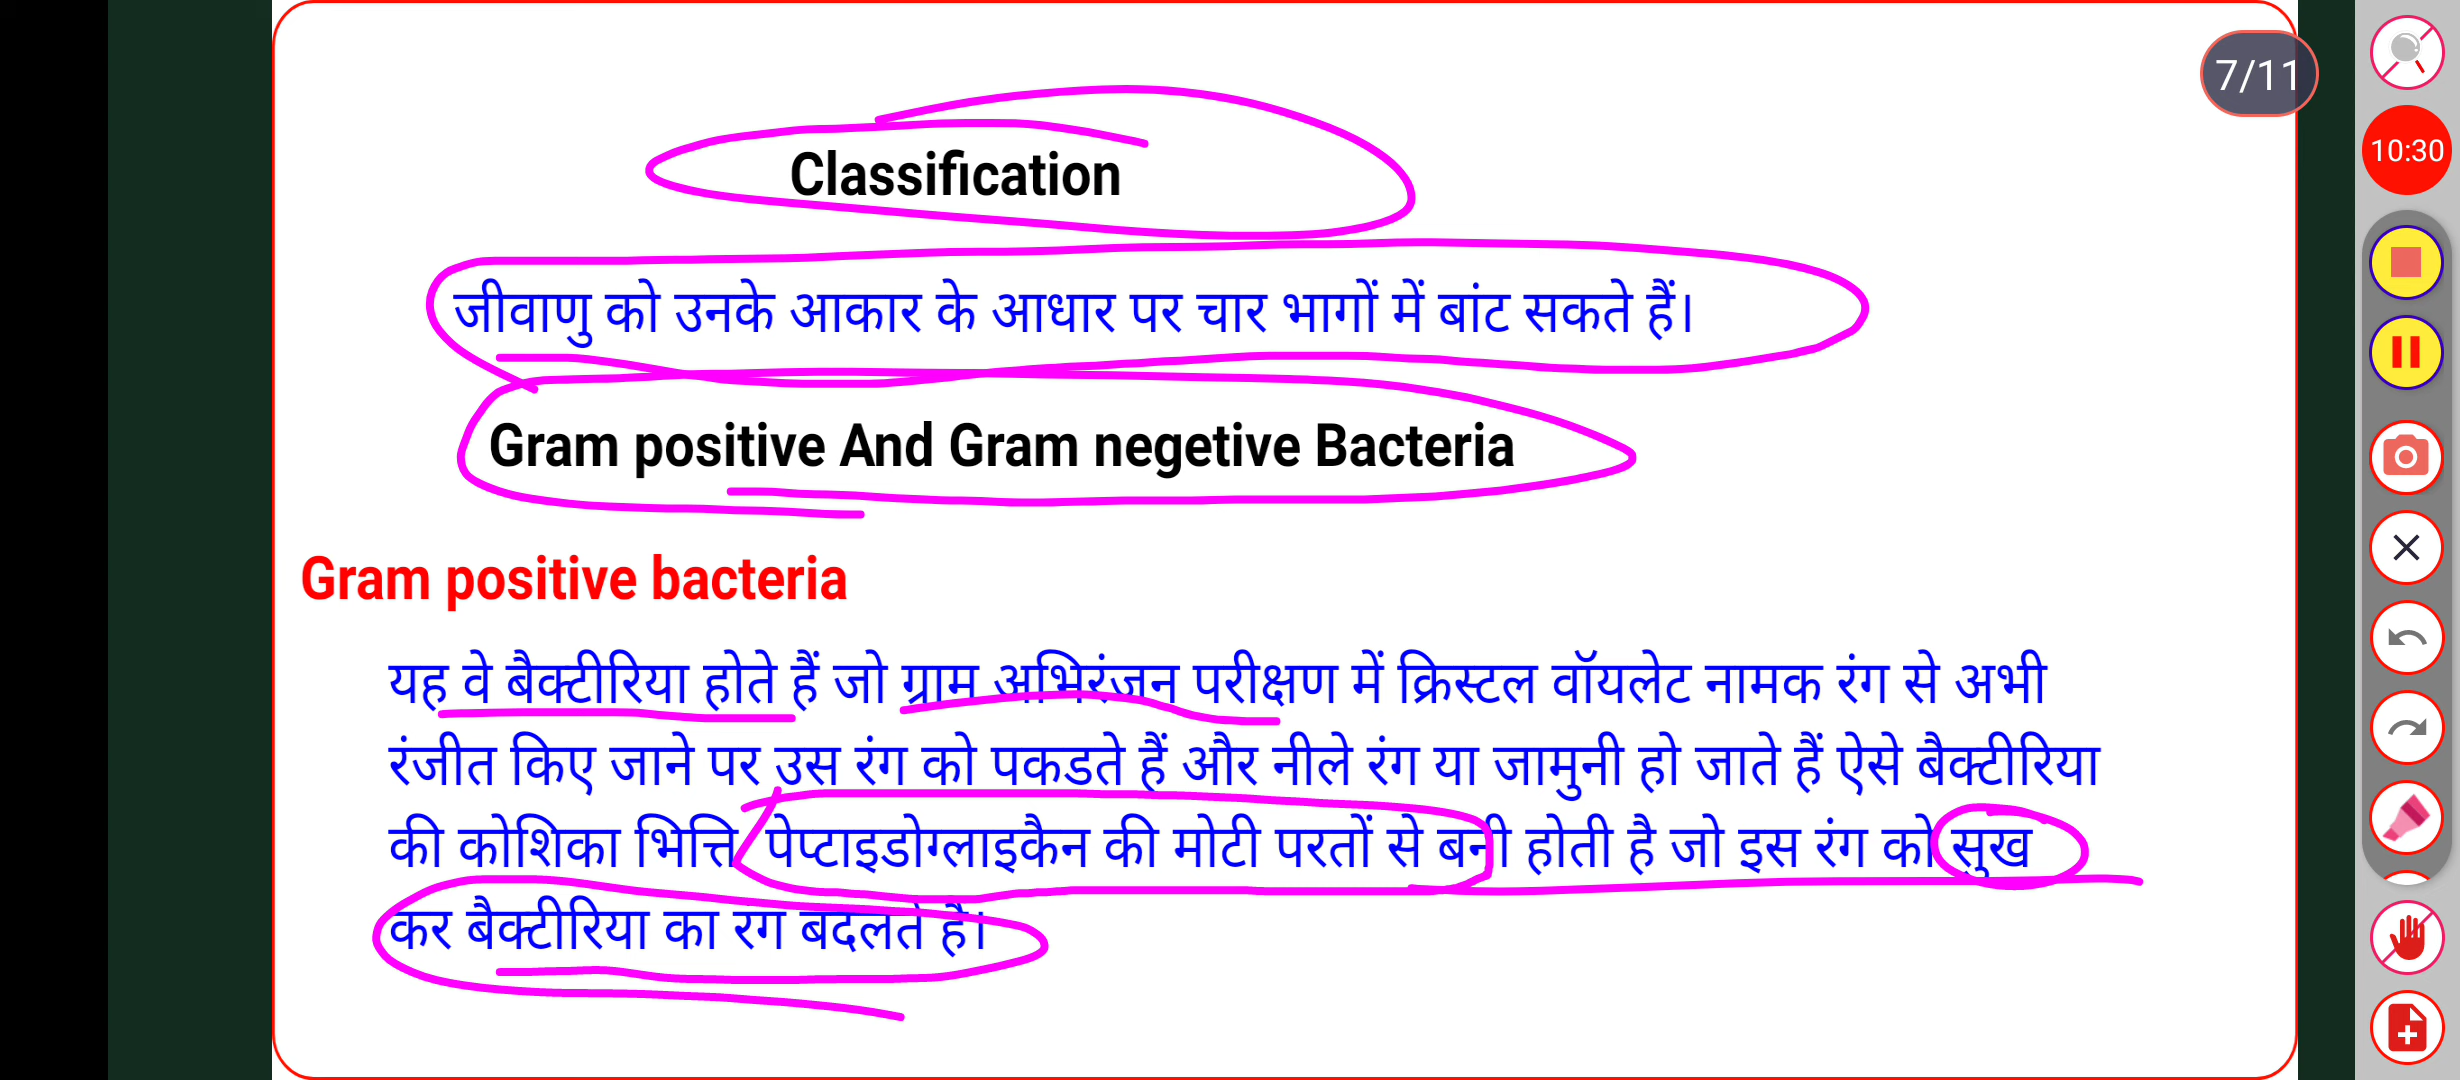 7/11
10:30
Classification
जीवाणु को उनके आकार के आधार पर चार भागों में बांट सकते हैं।
Gram positive And Gram negetive Bacteria
Gram positive bacteria
यह वे बैक्टीरिया होते हैं जो ग्राम अभिरंजन परीक्षण में क्रिस्टल वॉयलेट नामक रंग से अभी
रंजीत किए जाने पर उस रंग को पकडते हैं और नीले रंग या जामुनी हो जाते हैं ऐसे बैक्टीरिया
की कोशिका भित्ति पेप्टाइडोग्लाइकैन की मोटी परतों से बनी होती है जो इस रंग को सुख
कर बैक्टीरिया का रग बदलते है।